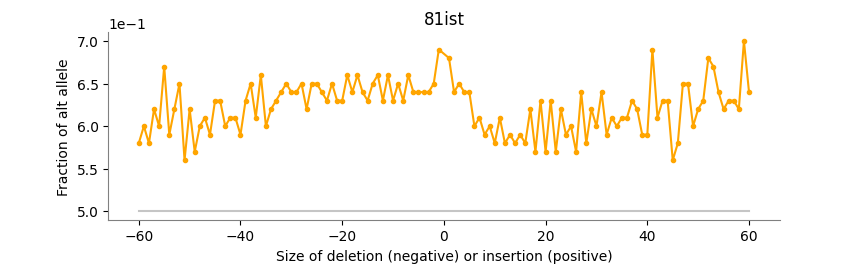 81ist
1e−1
7.0
6.5
6.0
5.5
5.0
Fraction of alt allele
−60 −40 −20 0 20 40 60
Size of deletion (negative) or insertion (positive)